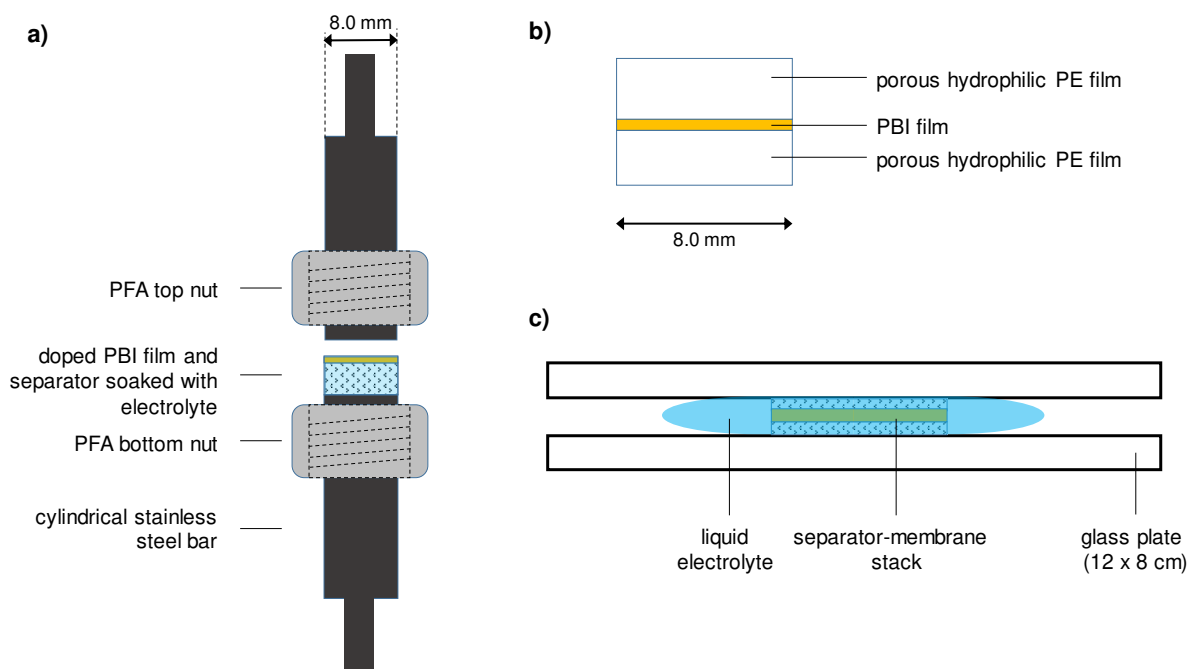 a)
8.0 mm
PFA top nut
doped PBI film and
separator soaked with
electrolyte
PFA bottom nut
cylindrical stainless
steel bar
b)
porous hydrophilic PE film
PBI film
porous hydrophilic PE film
8.0 mm
c)
liquid
electrolyte
separator-membrane
stack
glass plate
(12 x 8 cm)